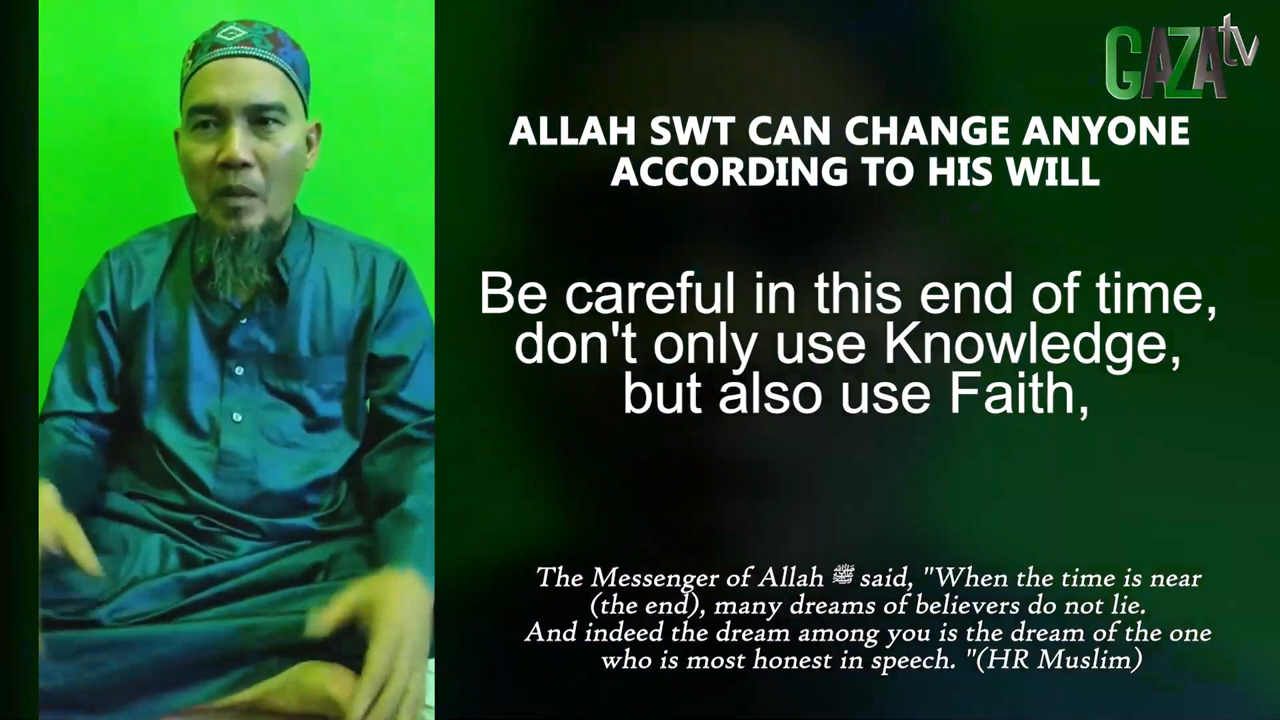 GAZAtv
ALLAH SWT CAN CHANGE ANYONE
ACCORDING TO HIS WILL
Be careful in this end of time,
don't only use Knowledge,
but also use Faith,
The Messenger of Allah ﷺ said, "When the time is near
(the end), many dreams of believers do not lie.
And indeed the dream among you is the dream of the one
who is most honest in speech. "(HR Muslim)